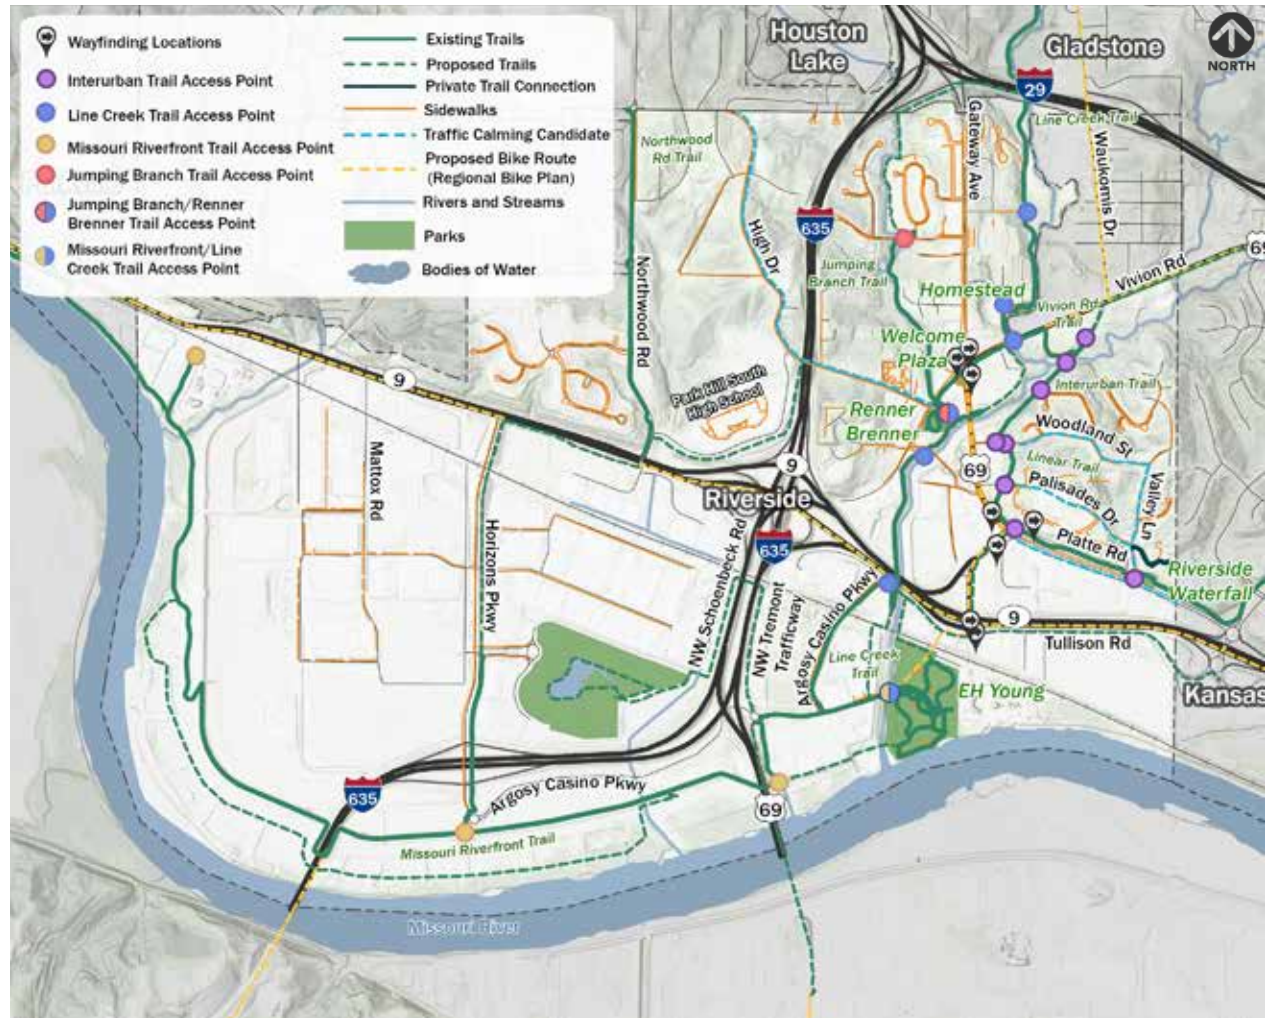 Wayfinding Locations
Interurban Trail Access Point
Line Creek Trail Access Point
Missouri Riverfront Trail Access Point
Jumping Branch Trail Access Point
Jumping Branch/Renner
Brenner Trail Access Point
Missouri Riverfront/Line
Creek Trail Access Point
Existing Trails
Proposed Trails
Private Trail Connection
Sidewalks
Traffic Calming Candidate
Proposed Bike Route
(Regional Bike Plan)
Rivers and Streams
Parks
Bodies of Water
Houston
Lake
Gladstone
NORTH
29
Line Creek Trail
Northwood
Rd Trail
Gateway Ave
Waukomis Dr
635
High Dr
69
Vivion Rd
Jumping
Branch Trail
Homestead
Northwood Rd
Vivion Rd
Trail
Welcome
Plaza
9
Park Hill South
High School
Interurban Trail
Renner
Brenner
Woodland St
Mattox Rd
9
69
Linear Trail
Palisades Dr
Valley Ln
Riverside
Horizons Pkwy
NW Schoenbeck Rd
635
Platte Rd
Riverside
Waterfall
NW Tremont
Trafficway
Argosy Casino Pkwy
9
Tullison Rd
Line Creek
Trail
EH Young
Kansas
635
Argosy Casino Pkwy
69
Missouri Riverfront Trail
Missouri River